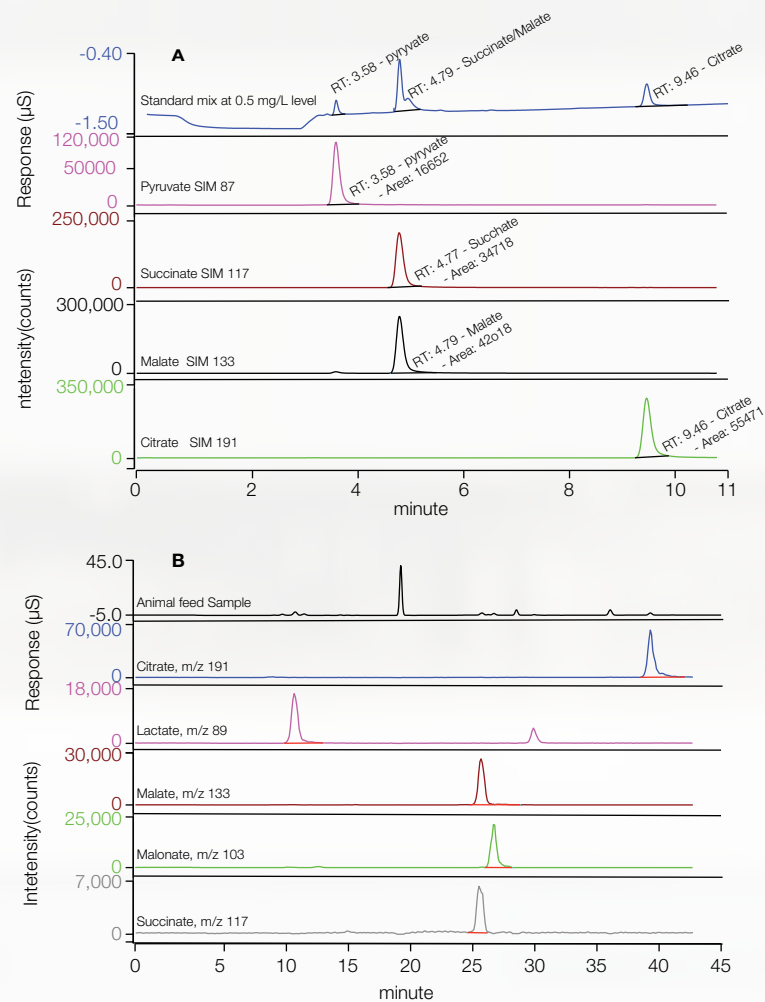 A
-0.40
RT: 3.58 - pyryvate
RT: 4.79 - Succinate/Malate
RT: 9.46 - Citrate
Standard mix at 0.5 mg/L level
-1.50
Response (µS)
120,000
50000
0
Pyruvate SIM 87
RT: 3.58 - pyryvate
- Area: 16652
250,000
0
Succinate SIM 117
RT: 4.77 - Succhate
- Area: 34718
ntetensity(counts)
300,000
0
Malate SIM 133
RT: 4.79 - Malate
- Area: 42o18
350,000
0
Citrate SIM 191
RT: 9.46 - Citrate
- Area: 55471
0 2 4 6 8 10 11
minute
B
45.0
-5.0
Animal feed Sample
Response (µS)
70,000
0
Citrate, m/z 191
18,000
0
Lactate, m/z 89
30,000
0
Malate, m/z 133
Intetensity(counts)
25,000
0
Malonate, m/z 103
7,000
0
Succinate, m/z 117
0 5 10 15 20 25 30 35 40 45
minute